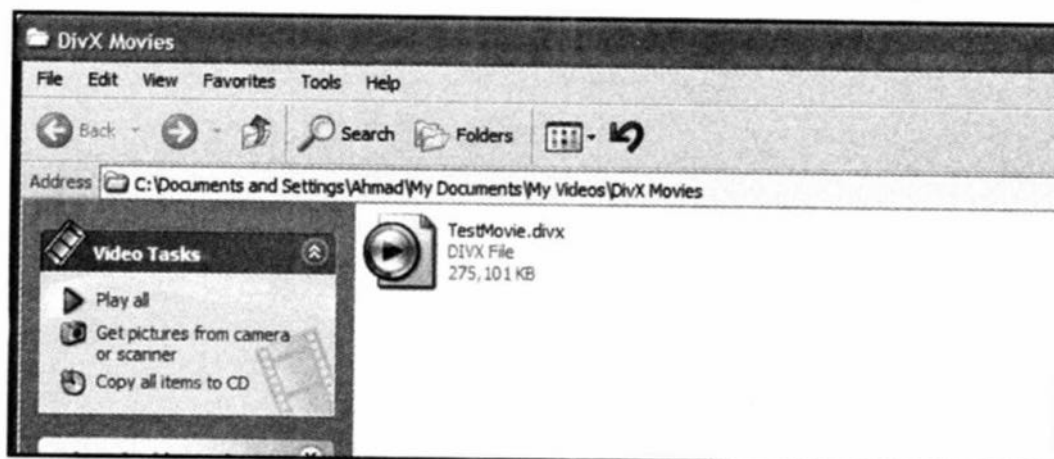 DivX Movies
File Edit View Favorites Tools Help
Back Search Folders
Address C:\Documents and Settings\Ahmad\My Documents\My Videos\DivX Movies
TestMovie.divx
DIVX File
275,101 KB
Video Tasks
Play all
Get pictures from camera
or scanner
Copy all items to CD